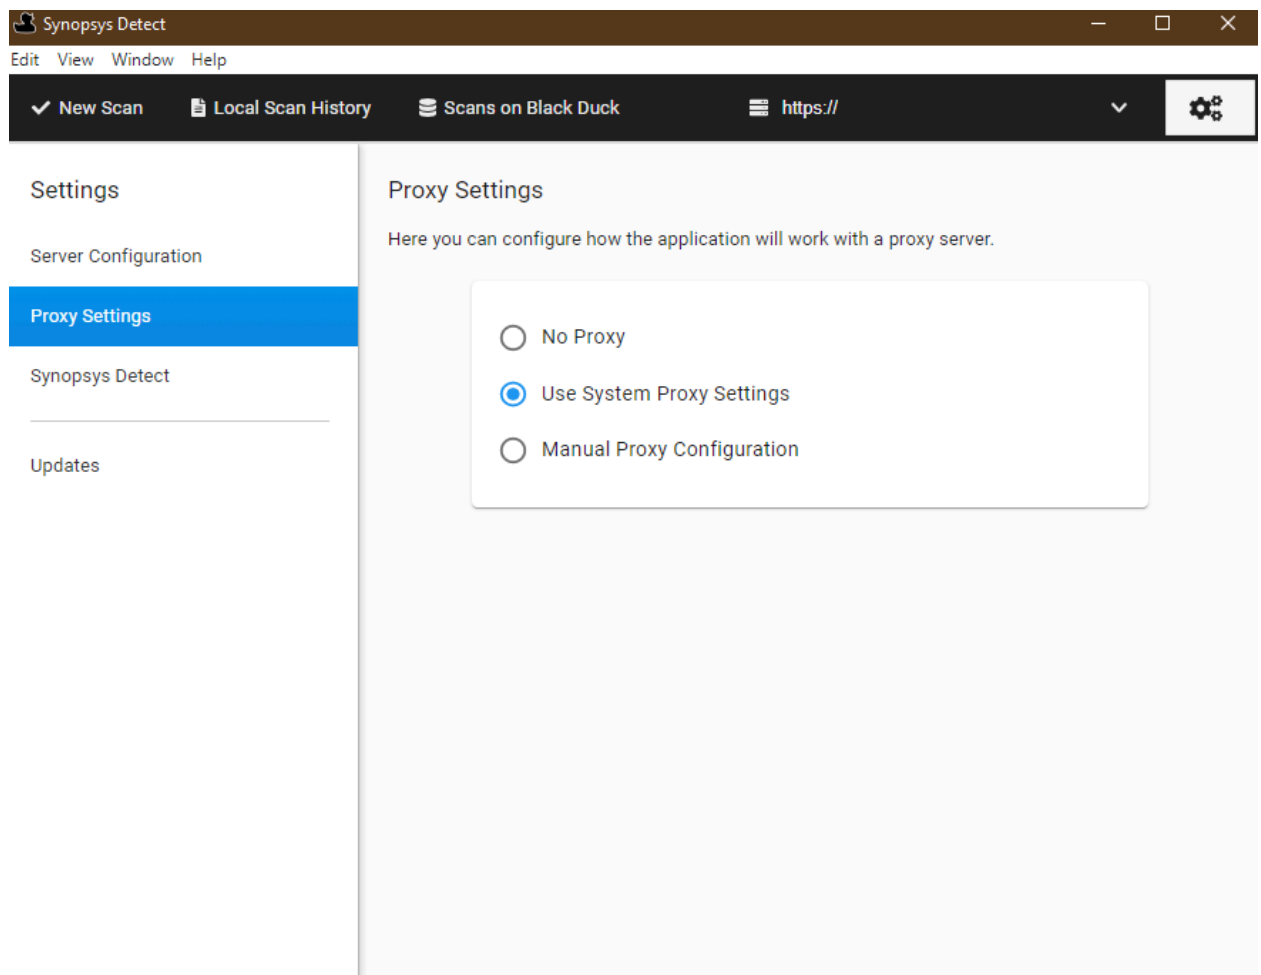 Synopsys Detect
Edit View Window Help
New Scan Local Scan History Scans on Black Duck https://
Settings
Server Configuration
Proxy Settings
Synopsys Detect
Updates
Proxy Settings
Here you can configure how the application will work with a proxy server.
No Proxy
Use System Proxy Settings
Manual Proxy Configuration